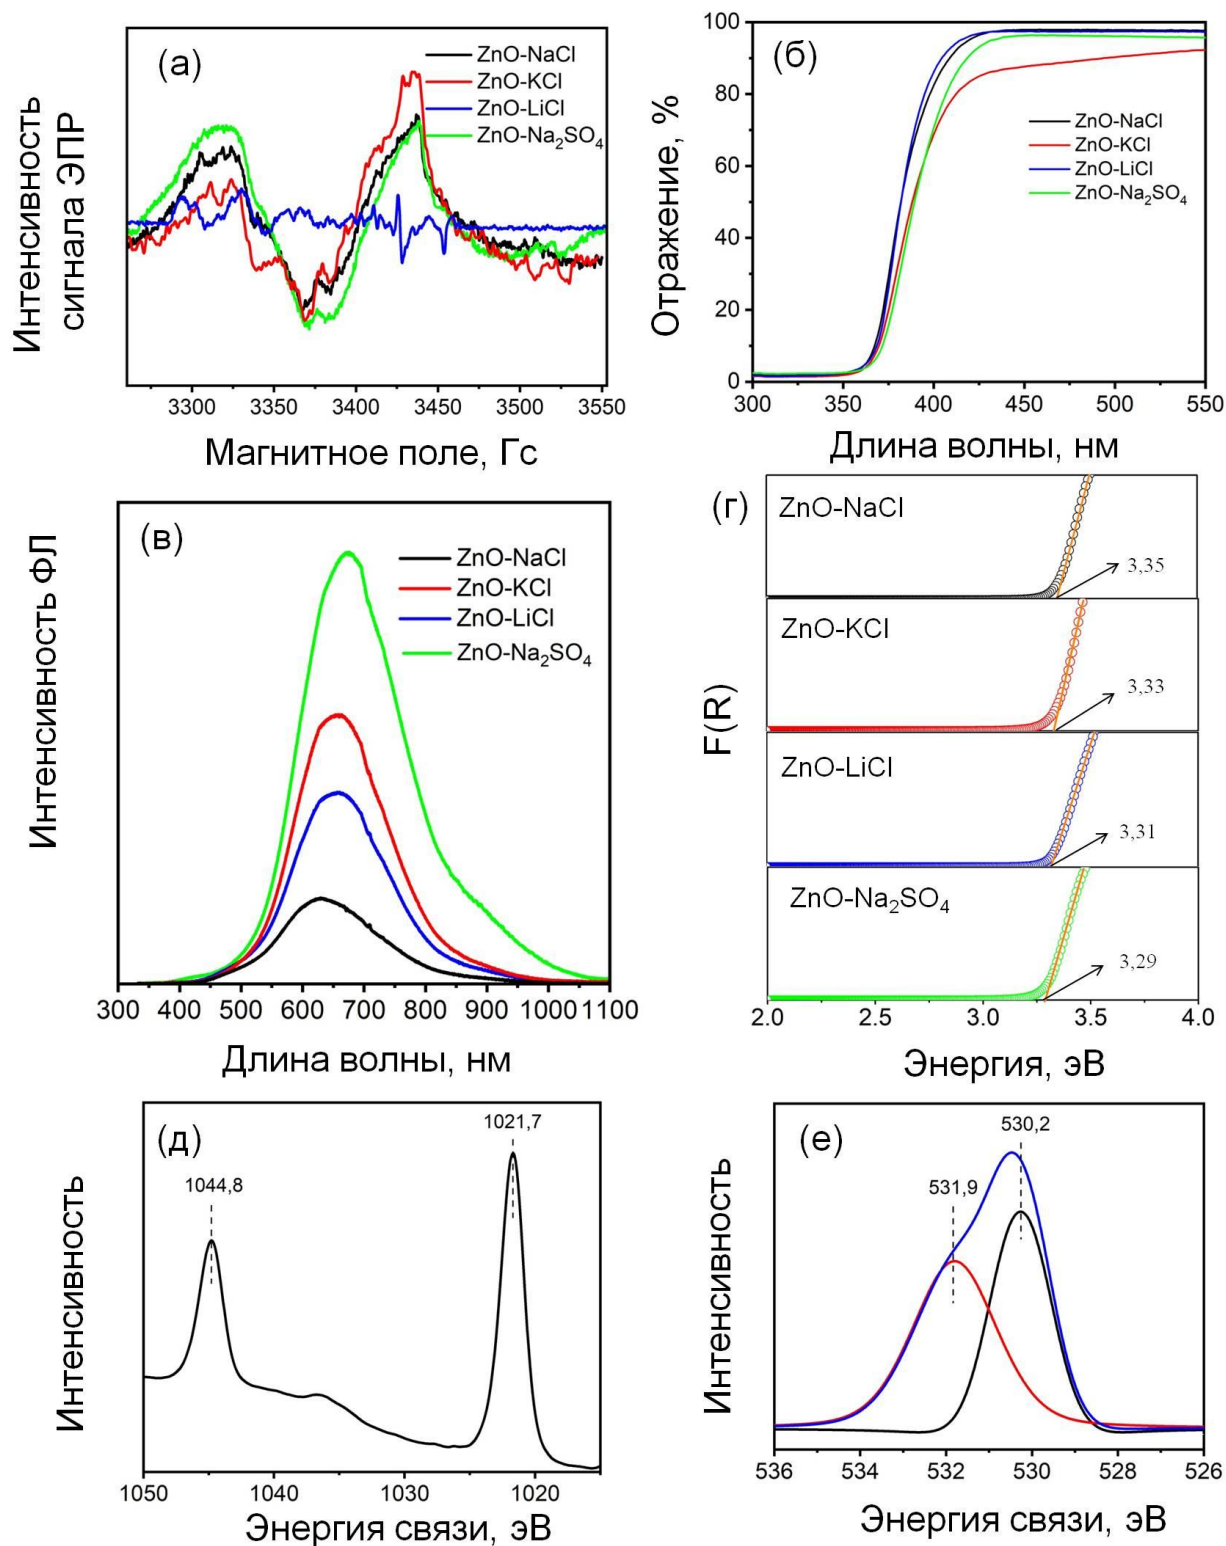 (а)
ZnO-NaCl
ZnO-KCl
ZnO-LiCl
ZnO-Na₂SO₄
Интенсивность
сигнала ЭПР
3300 3350 3400 3450 3500 3550
Магнитное поле, Гс
(б)
ZnO-NaCl
ZnO-KCl
ZnO-LiCl
ZnO-Na₂SO₄
Отражение, %
100
80
60
40
20
0
300 350 400 450 500 550
Длина волны, нм
(в)
ZnO-NaCl
ZnO-KCl
ZnO-LiCl
ZnO-Na₂SO₄
Интенсивность ФЛ
300 400 500 600 700 800 900 1000 1100
Длина волны, нм
(г)
F(R)
ZnO-NaCl
3,35
ZnO-KCl
3,33
ZnO-LiCl
3,31
ZnO-Na₂SO₄
3,29
2.0 2.5 3.0 3.5 4.0
Энергия, эВ
(д)
1044,8
1021,7
Интенсивность
1050 1040 1030 1020
Энергия связи, эВ
(е)
531,9
530,2
Интенсивность
536 534 532 530 528 526
Энергия связи, эВ